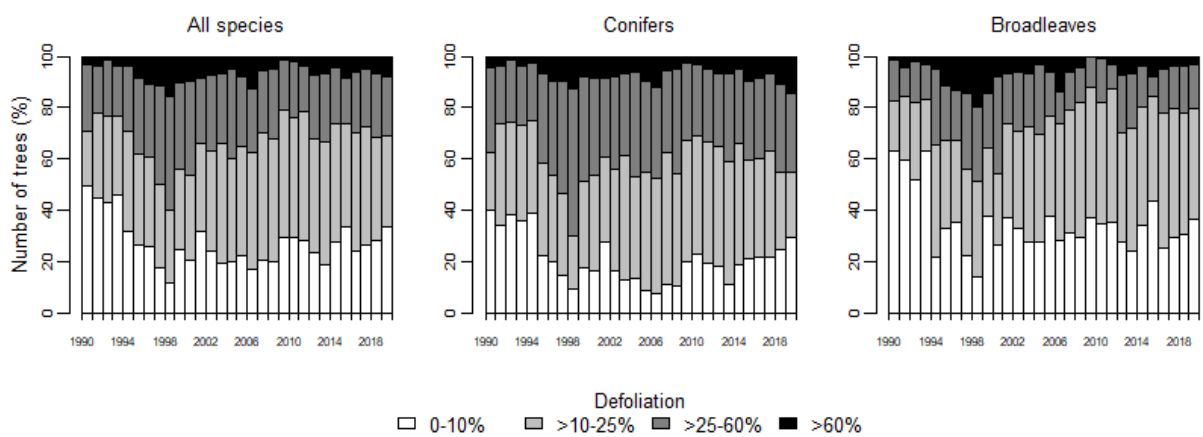 All species
Conifers
Broadleaves
Number of trees (%)
0 20 40 60 80 100
0 20 40 60 80 100
0 20 40 60 80 100
1990 1994 1998 2002 2006 2010 2014 2018
1990 1994 1998 2002 2006 2010 2014 2018
1990 1994 1998 2002 2006 2010 2014 2018
Defoliation
0-10% >10-25% >25-60% >60%